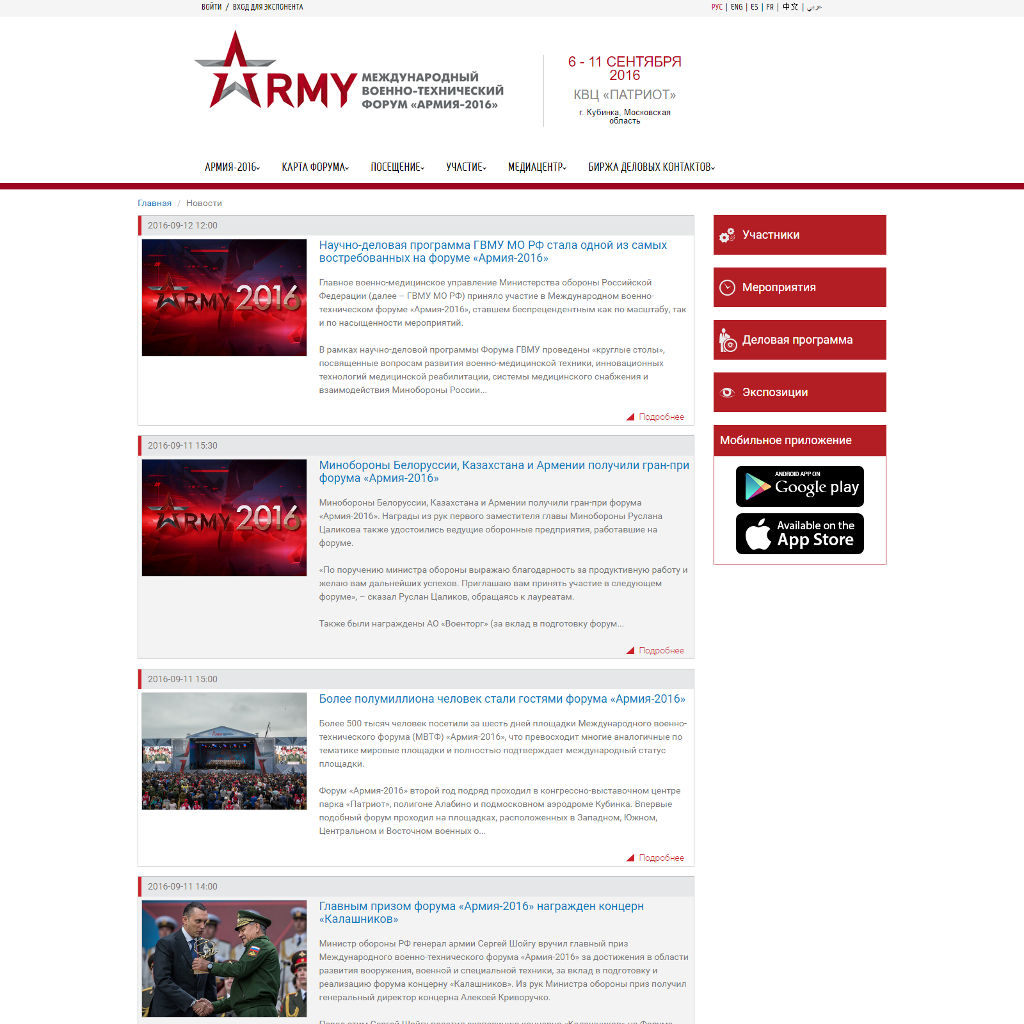 ВОЙТИ / ВХОД ДЛЯ ЭКСПОНЕНТА
РУС | ENG | ES | FR | 中文 | عربي
ARMY
МЕЖДУНАРОДНЫЙ
ВОЕННО-ТЕХНИЧЕСКИЙ
ФОРУМ «АРМИЯ-2016»
6 - 11 СЕНТЯБРЯ
2016
КВЦ «ПАТРИОТ»
г. Кубинка, Московская
область
АРМИЯ-2016 КАРТА ФОРУМА ПОСЕЩЕНИЕ УЧАСТИЕ МЕДИАЦЕНТР БИРЖА ДЕЛОВЫХ КОНТАКТОВ
Главная / Новости
2016-09-12 12:00
ARMY 2016
Научно-деловая программа ГВМУ МО РФ стала одной из самых
востребованных на форуме «Армия-2016»
Главное военно-медицинское управление Министерства обороны Российской
Федерации (далее – ГВМУ МО РФ) приняло участие в Международном военно-
техническом форуме «Армия-2016», ставшем беспрецедентным как по масштабу, так
и по насыщенности мероприятий.
В рамках научно-деловой программы Форума ГВМУ проведены «круглые столы»,
посвященные вопросам развития военно-медицинской техники, инновационных
технологий медицинской реабилитации, системы медицинского снабжения и
взаимодействия Минобороны России...
Подробнее
2016-09-11 15:30
ARMY 2016
Минобороны Белоруссии, Казахстана и Армении получили гран-при
форума «Армия-2016»
Минобороны Белоруссии, Казахстана и Армении получили гран-при форума
«Армия-2016». Награды из рук первого заместителя главы Минобороны Руслана
Цаликова также удостоились ведущие оборонные предприятия, работавшие на
форуме.
«По поручению министра обороны выражаю благодарность за продуктивную работу и
желаю вам дальнейших успехов. Приглашаю вам принять участие в следующем
форуме», – сказал Руслан Цаликов, обращаясь к лауреатам.
Также были награждены АО «Военторг» (за вклад в подготовку форум...
Подробнее
2016-09-11 15:00
Более полумиллиона человек стали гостями форума «Армия-2016»
Более 500 тысяч человек посетили за шесть дней площадки Международного военно-
технического форума (МВТФ) «Армия-2016», что превосходит многие аналогичные по
тематике мировые площадки и полностью подтверждает международный статус
площадки.
Форум «Армия-2016» второй год подряд проходил в конгрессно-выставочном центре
парка «Патриот», полигоне Алабино и подмосковном аэродроме Кубинка. Впервые
подобный форум проходил на площадках, расположенных в Западном, Южном,
Центральном и Восточном военных о...
Подробнее
2016-09-11 14:00
Главным призом форума «Армия-2016» награжден концерн
«Калашников»
Министр обороны РФ генерал армии Сергей Шойгу вручил главный приз
Международного военно-технического форума «Армия-2016» за достижения в области
развития вооружения, военной и специальной техники, за вклад в подготовку и
реализацию форума концерну «Калашников». Из рук Министра обороны приз получил
генеральный директор концерна Алексей Криворучко.
Участники
Мероприятия
Деловая программа
Экспозиции
Мобильное приложение
ANDROID APP ON
Google play
Available on the
App Store